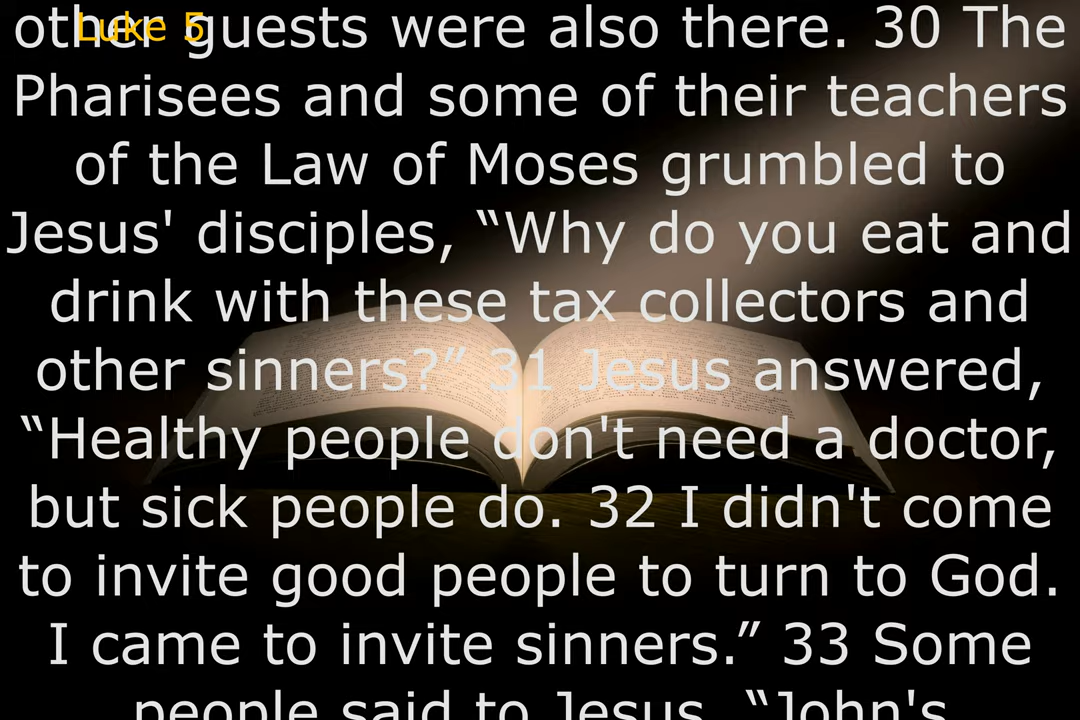 Luke 5
other guests were also there. 30 The
Pharisees and some of their teachers
of the Law of Moses grumbled to
Jesus' disciples, “Why do you eat and
drink with these tax collectors and
other sinners?” 31 Jesus answered,
“Healthy people don't need a doctor,
but sick people do. 32 I didn't come
to invite good people to turn to God.
I came to invite sinners.” 33 Some
people said to Jesus, “John's